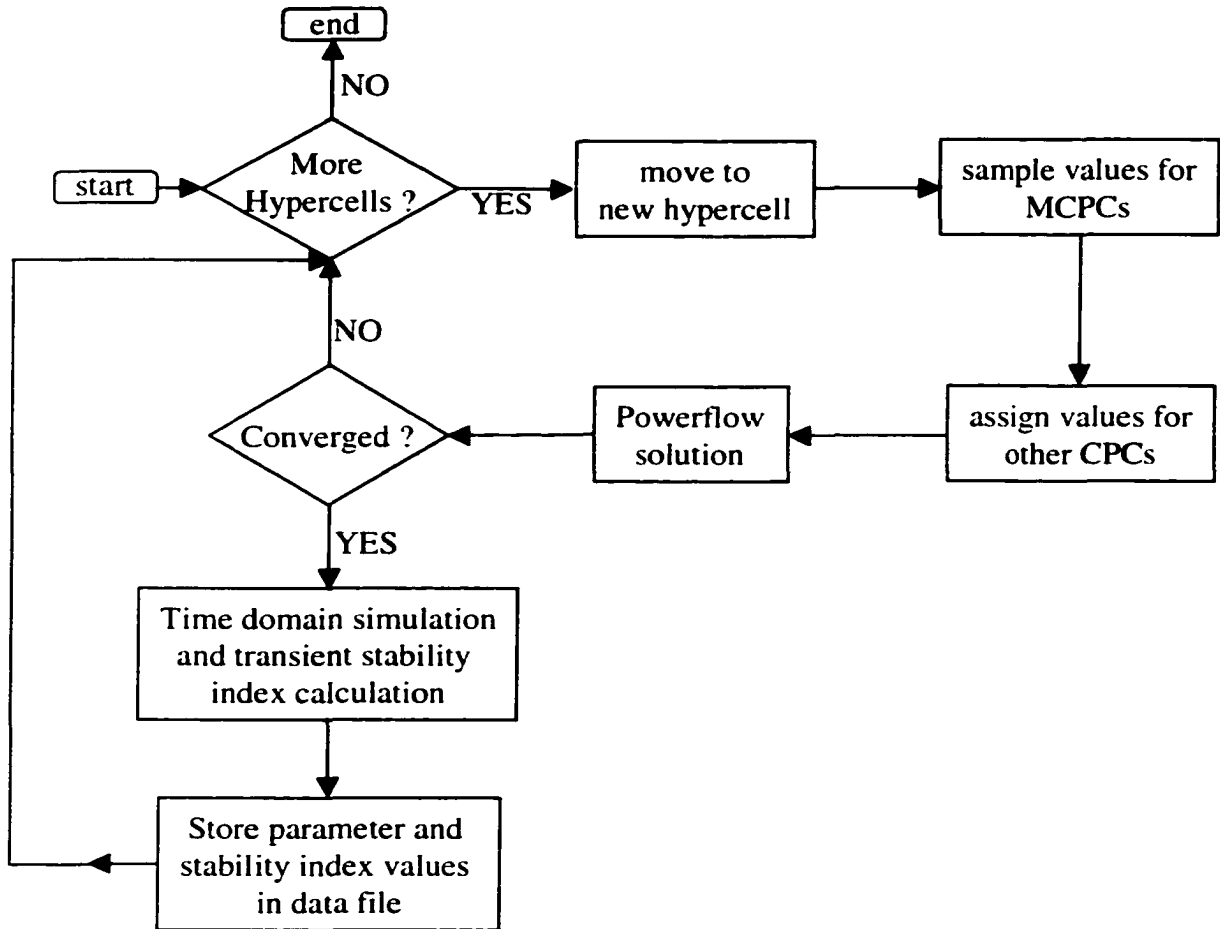 end
NO
start
More
Hypercells ?
YES
move to
new hypercell
sample values for
MCPCs
NO
Converged ?
Powerflow
solution
assign values for
other CPCs
YES
Time domain simulation
and transient stability
index calculation
Store parameter and
stability index values
in data file